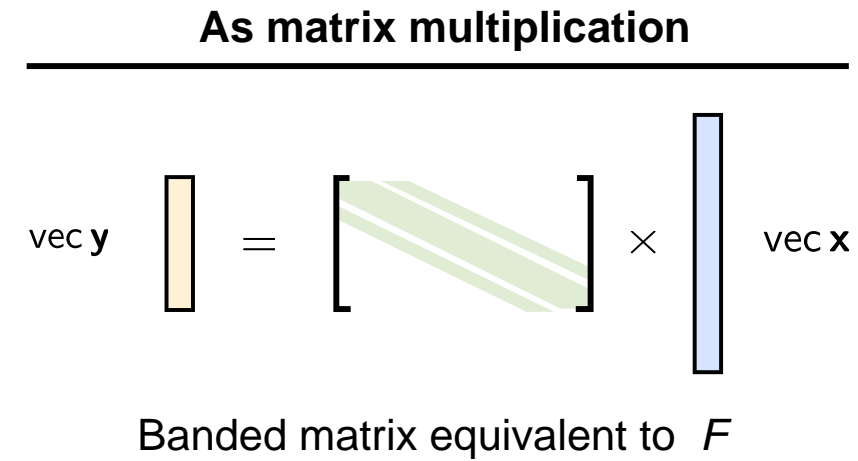 As matrix multiplication
vec y = [ ] × vec x
Banded matrix equivalent to F